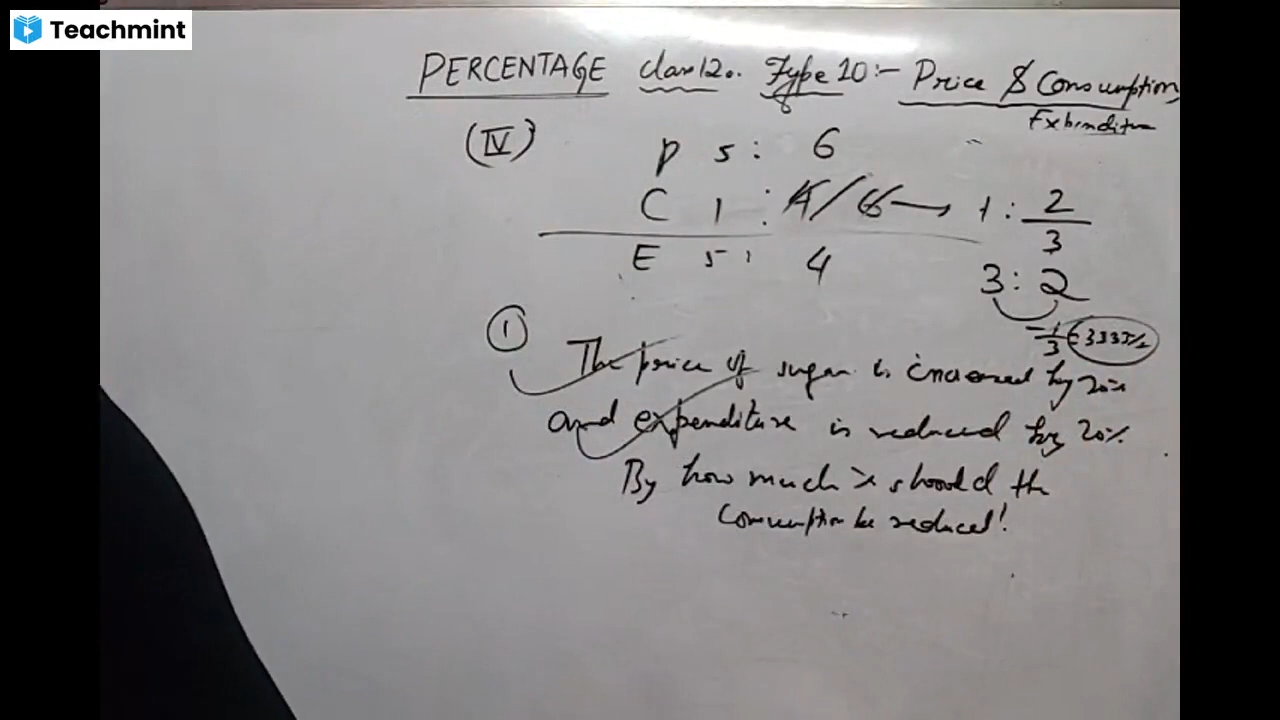 Teachmint
PERCENTAGE Class 12. Type 10:- Price & Consumption
Expenditure
(IV) P 5 : 6
C 1 : 4/6 → 1 : 2/3
E 5 : 4
3 : 2
-1/3 = 33.33%
① The price of sugar is increased by 20%
and expenditure is reduced by 20%
By how much % should the
consumption be reduced!